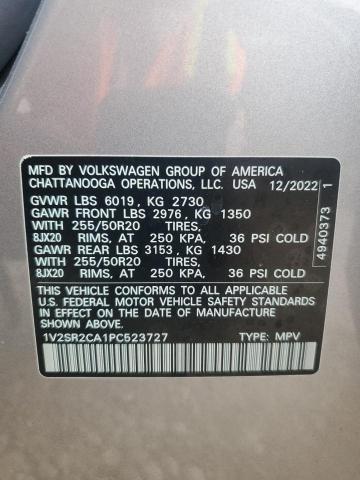 MFD BY VOLKSWAGEN GROUP OF AMERICA
CHATTANOOGA OPERATIONS, LLC. USA 12/2022
GVWR LBS 6019, KG 2730
GAWR FRONT LBS 2976, KG 1350
WITH 255/50R20 TIRES,
8JX20 RIMS, AT 250 KPA, 36 PSI COLD
GAWR REAR LBS 3153, KG 1430
WITH 255/50R20 TIRES,
8JX20 RIMS, AT 250 KPA, 36 PSI COLD
THIS VEHICLE CONFORMS TO ALL APPLICABLE
U.S. FEDERAL MOTOR VEHICLE SAFETY STANDARDS
IN EFFECT ON THE DATE OF MANUFACTURE
SHOWN ABOVE
1V2SR2CA1PC523727 TYPE: MPV
4940373 1